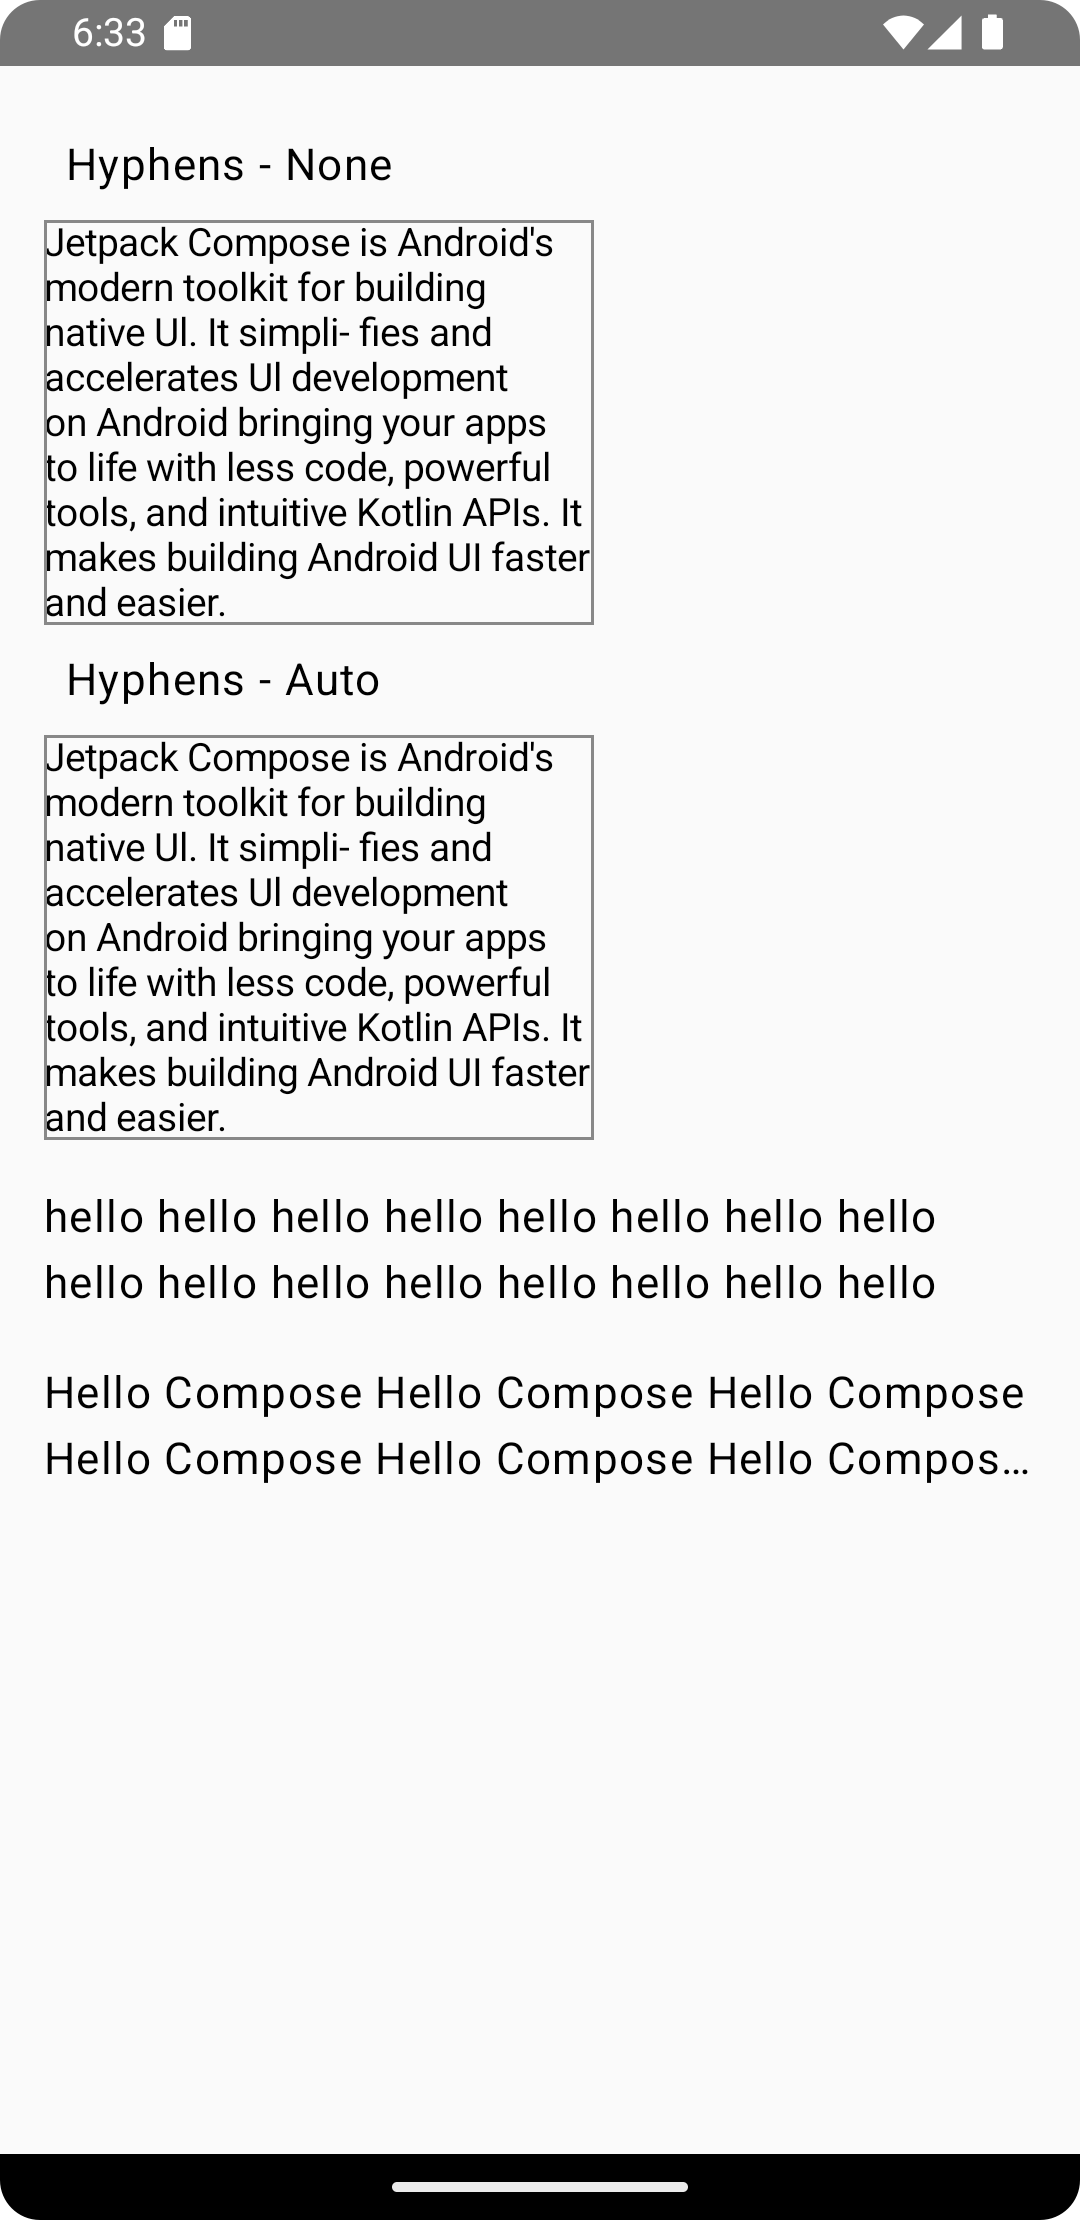 6:33
Hyphens - None
Jetpack Compose is Android's
modern toolkit for building
native Ul. It simpli- fies and
accelerates Ul development
on Android bringing your apps
to life with less code, powerful
tools, and intuitive Kotlin APIs. It
makes building Android UI faster
and easier.
Hyphens - Auto
Jetpack Compose is Android's
modern toolkit for building
native Ul. It simpli- fies and
accelerates Ul development
on Android bringing your apps
to life with less code, powerful
tools, and intuitive Kotlin APIs. It
makes building Android UI faster
and easier.
hello hello hello hello hello hello hello hello
hello hello hello hello hello hello hello hello
Hello Compose Hello Compose Hello Compose
Hello Compose Hello Compose Hello Compos…